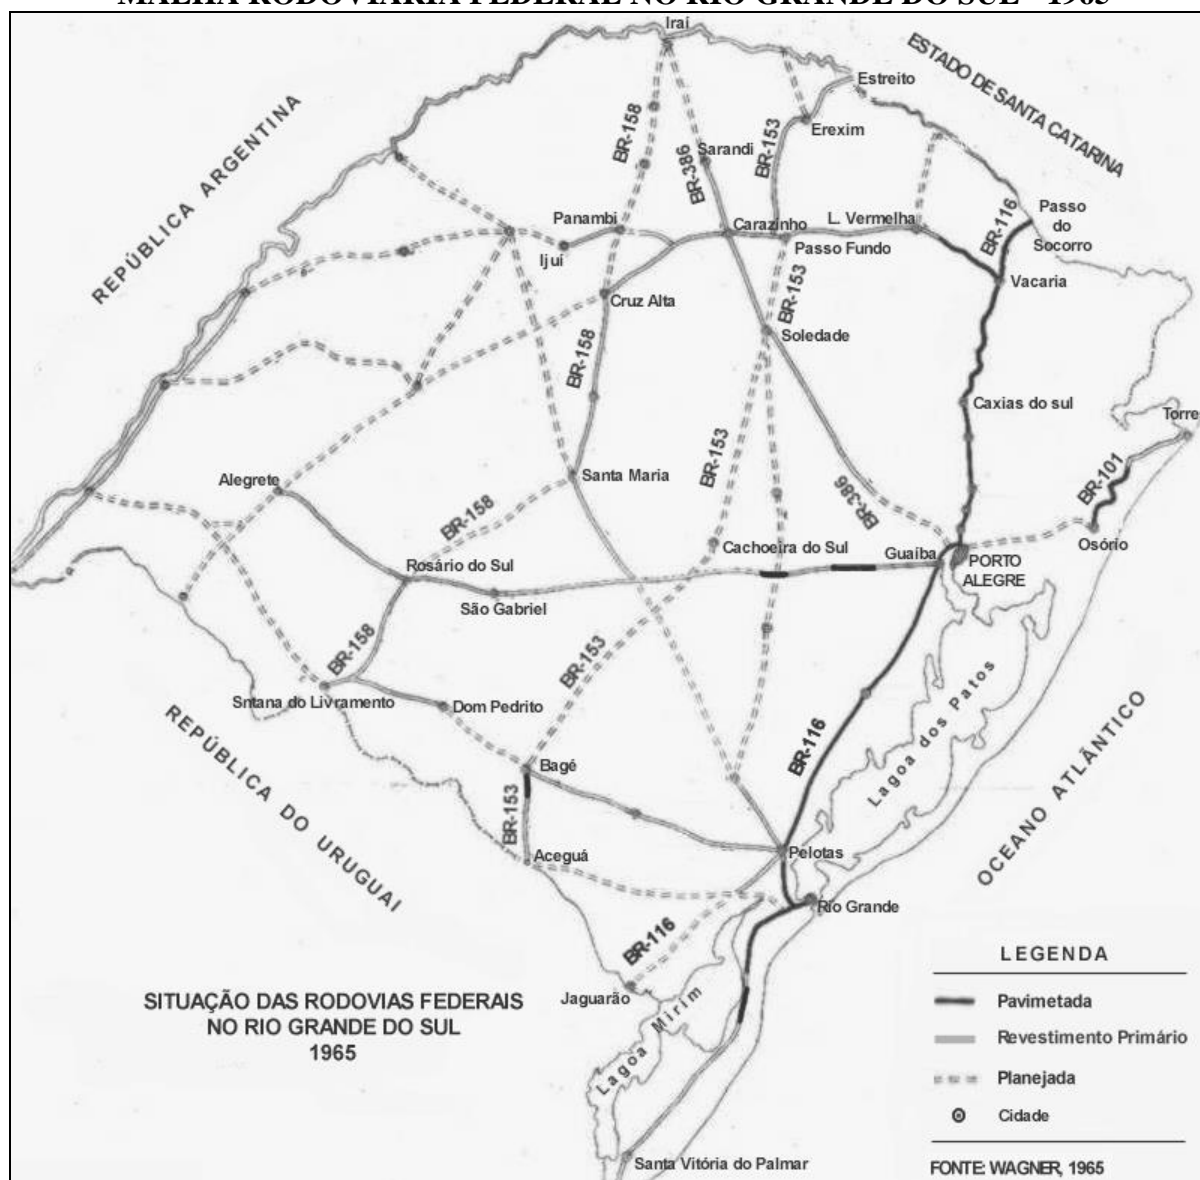 MALHA RODOVIÁRIA FEDERAL NO RIO GRANDE DO SUL - 1965
Iraí
ESTADO DE SANTA CATARINA
Estreito
REPÚBLICA ARGENTINA
BR-158
BR-386
Sarandi
BR-153
Erexim
Panambi
Ijuí
Carazinho
L. Vermelha
Passo Fundo
BR-116
Passo
do
Socorro
Vacaria
Cruz Alta
BR-153
Soledade
BR-158
Caxias do sul
Torre
Alegrete
Santa Maria
BR-153
BR-386
BR-101
BR-158
Cachoeira do Sul
Guaíba
Osório
PORTO
ALEGRE
Rosário do Sul
São Gabriel
BR-158
BR-153
Sntana do Livramento
Dom Pedrito
REPÚBLICA DO URUGUAI
Bagé
BR-116
Lagoa dos Patos
OCEANO ATLÂNTICO
BR-153
Aceguá
Pelotas
Rio Grande
BR-116
Jaguarão
Lagoa Mirim
SITUAÇÃO DAS RODOVIAS FEDERAIS
NO RIO GRANDE DO SUL
1965
LEGENDA
Pavimetada
Revestimento Primário
Planejada
Cidade
Santa Vitória do Palmar
FONTE: WAGNER, 1965